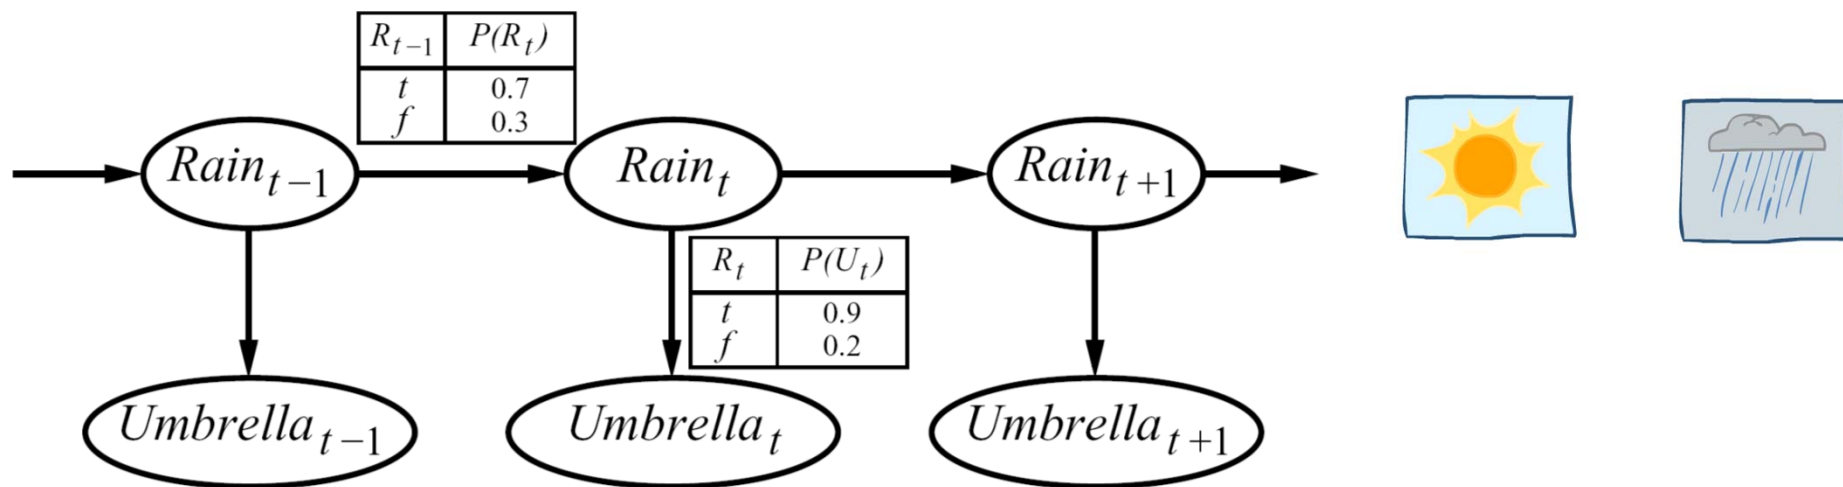 R_{t-1} P(R_t)
t 0.7
f 0.3
Rain_{t-1} Rain_t Rain_{t+1}
R_t P(U_t)
t 0.9
f 0.2
Umbrella_{t-1} Umbrella_t Umbrella_{t+1}